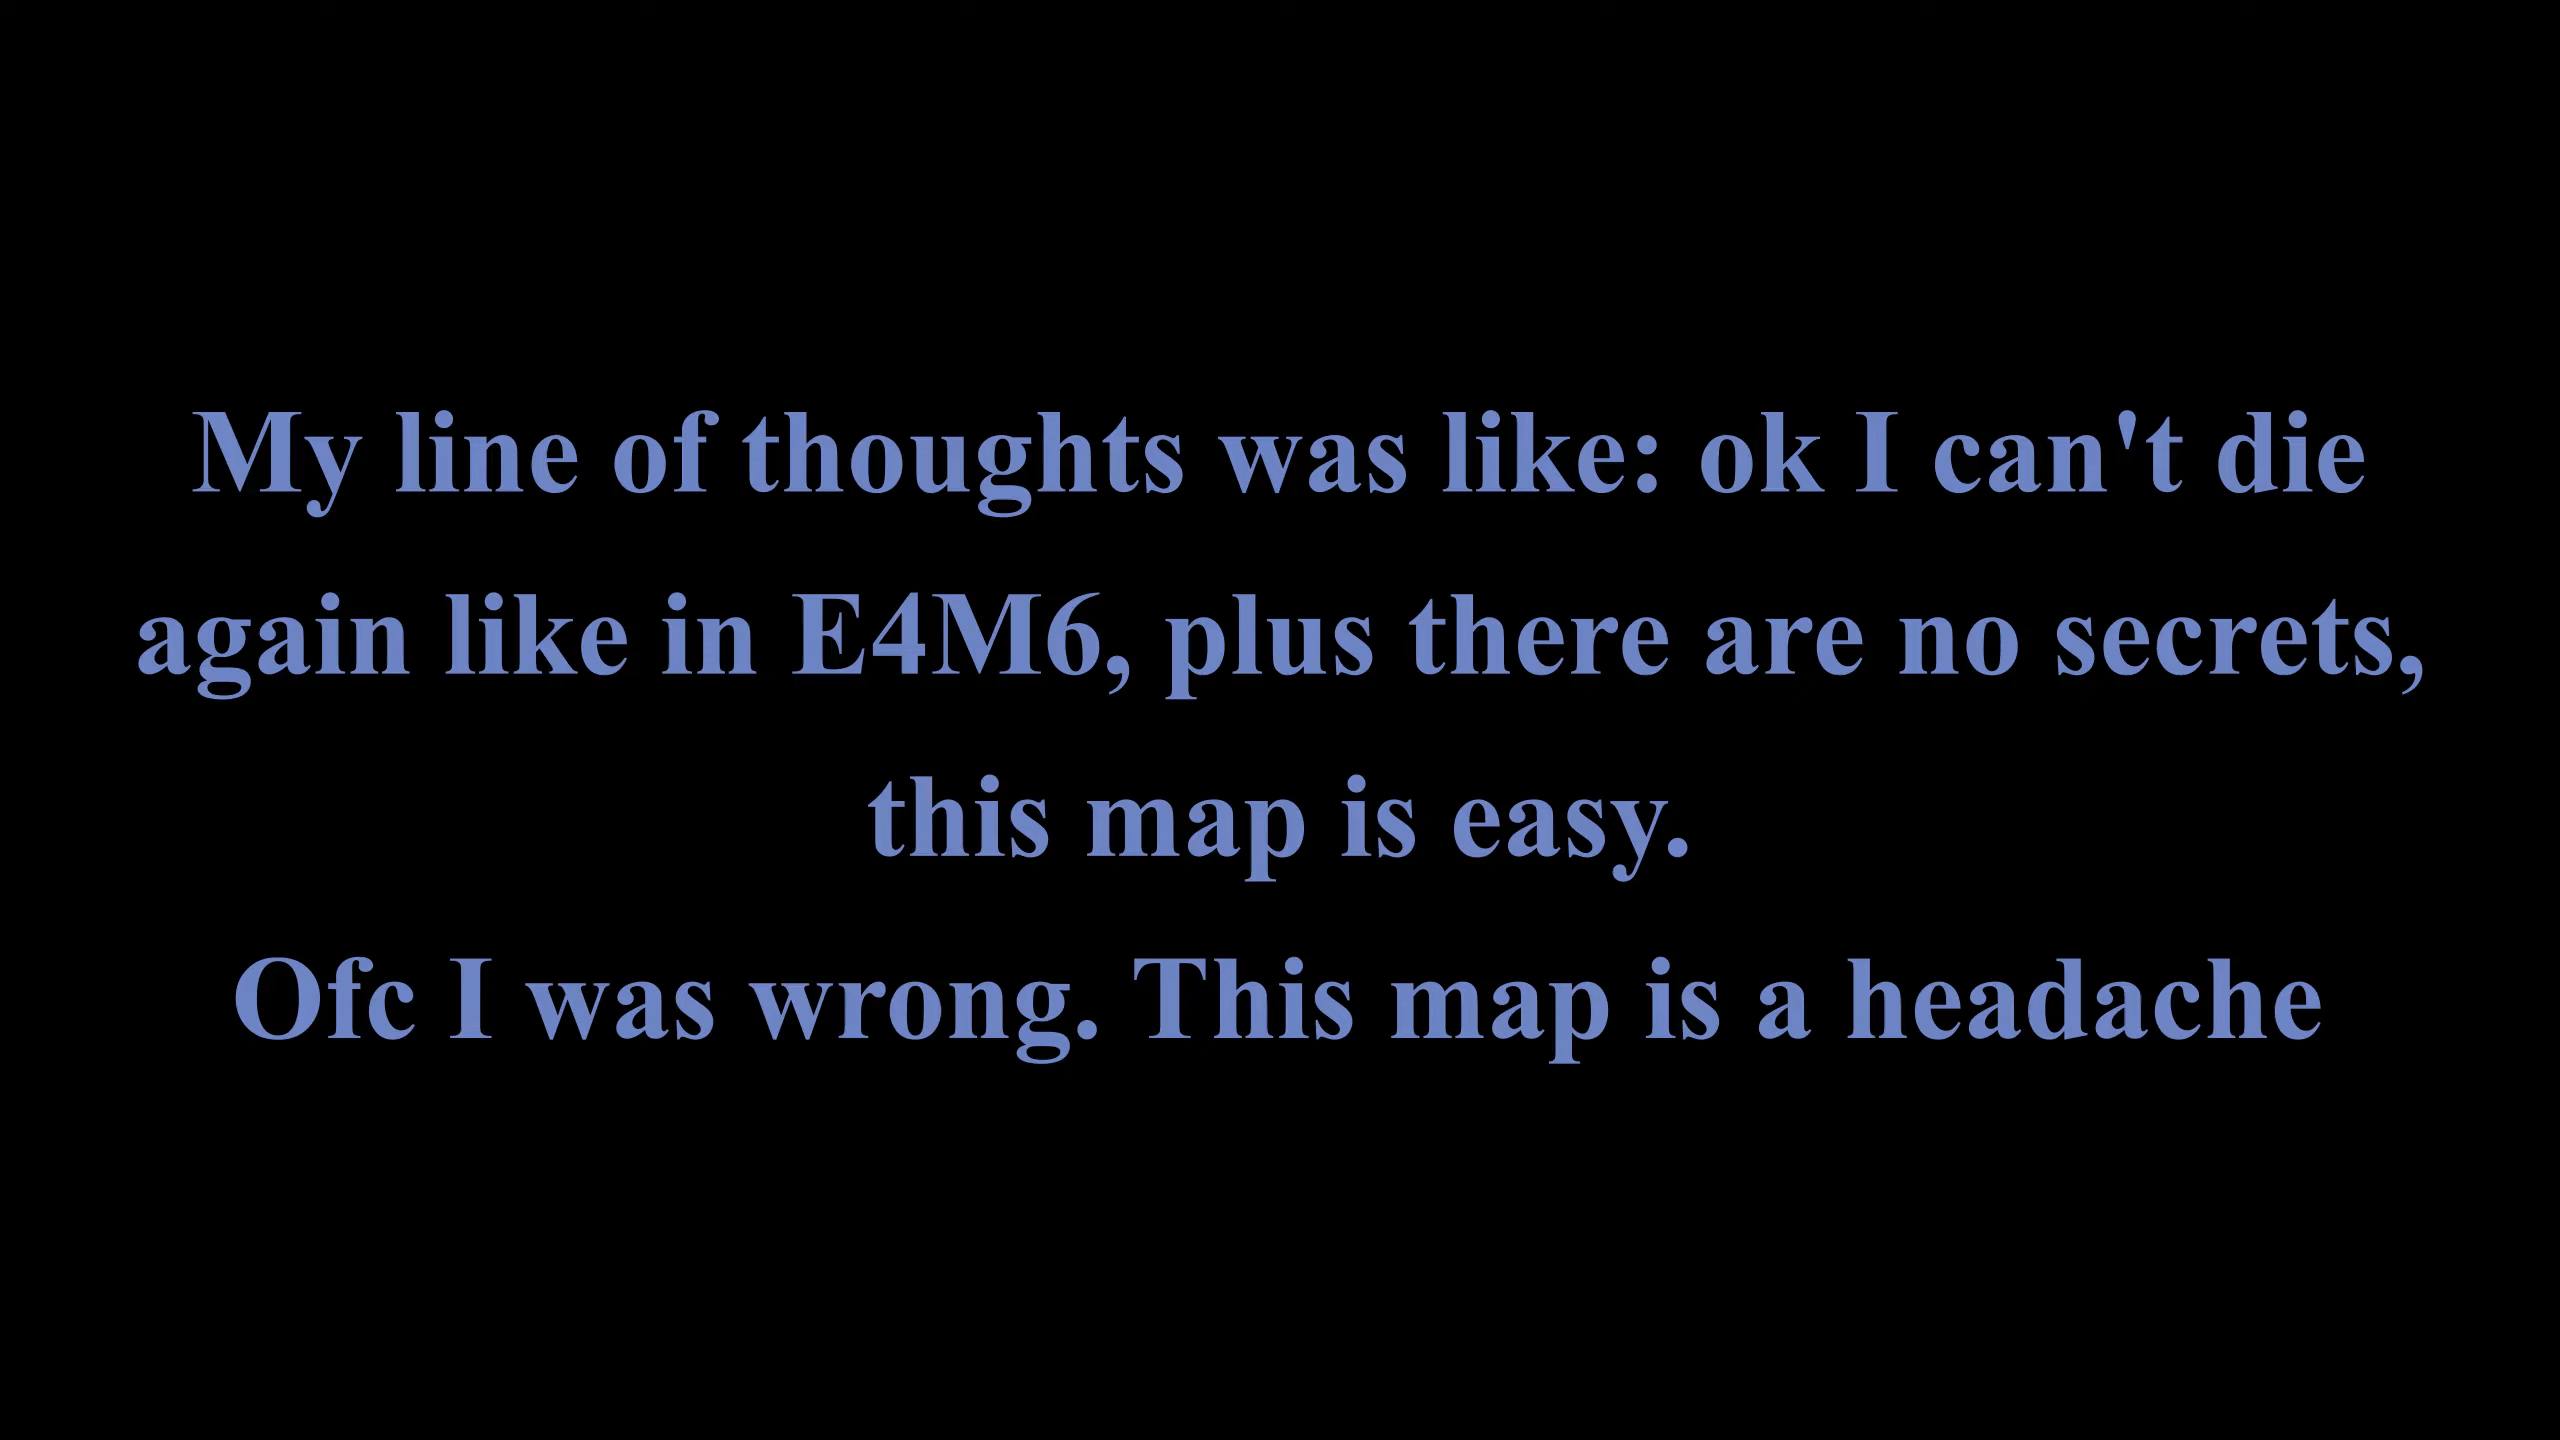 My line of thoughts was like: ok I can't die
again like in E4M6, plus there are no secrets,
this map is easy.
Ofc I was wrong. This map is a headache